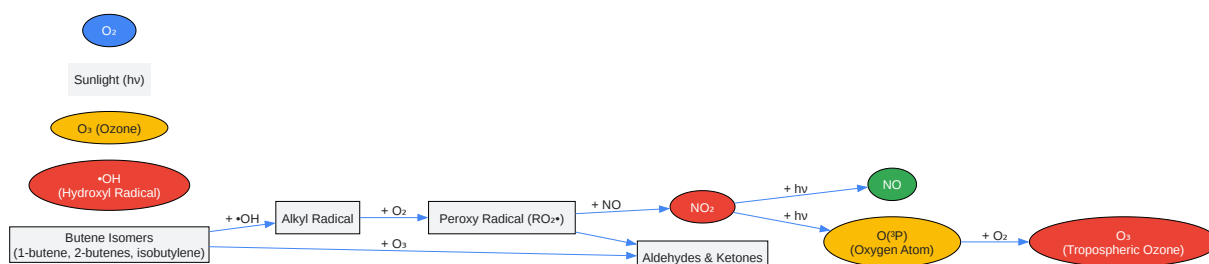 O₂
Sunlight (hν)
O₃ (Ozone)
•OH
(Hydroxyl Radical)
Butene Isomers
(1-butene, 2-butenes, isobutylene)
+ •OH
+ O₃
Alkyl Radical
+ O₂
Peroxy Radical (RO₂•)
+ NO
Aldehydes & Ketones
NO₂
+ hν
+ hν
NO
O(³P)
(Oxygen Atom)
+ O₂
O₃
(Tropospheric Ozone)